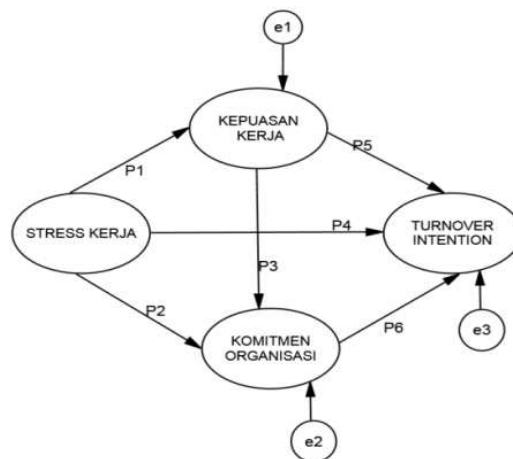 e1
KEPUASAN
KERJA
P1
P5
STRESS KERJA
P4
TURNOVER
INTENTION
P3
P2
KOMITMEN
ORGANISASI
P6
e3
e2